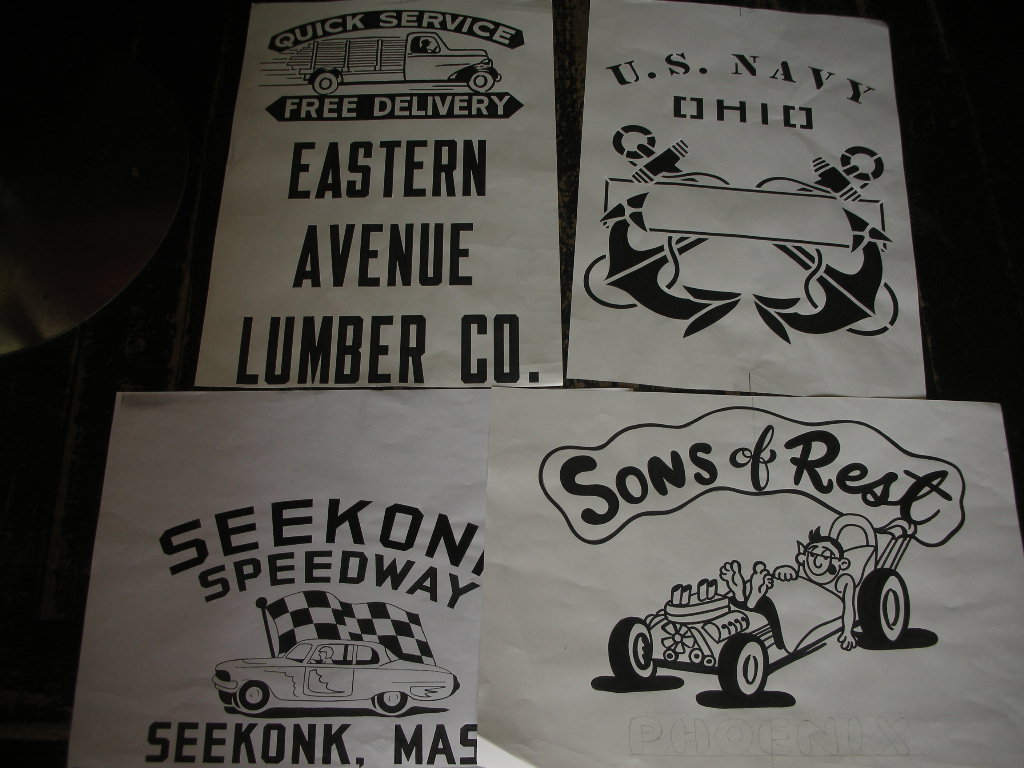 QUICK SERVICE
FREE DELIVERY
EASTERN
AVENUE
LUMBER CO.
U.S. NAVY
OHIO
SEEKON
SPEEDWAY
SEEKONK, MAS
SONS of Rest
PHOENIX